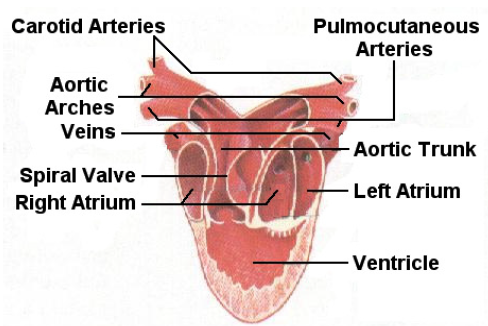 Carotid Arteries
Pulmocutaneous
Arteries
Aortic
Arches
Veins
Aortic Trunk
Spiral Valve
Right Atrium
Left Atrium
Ventricle